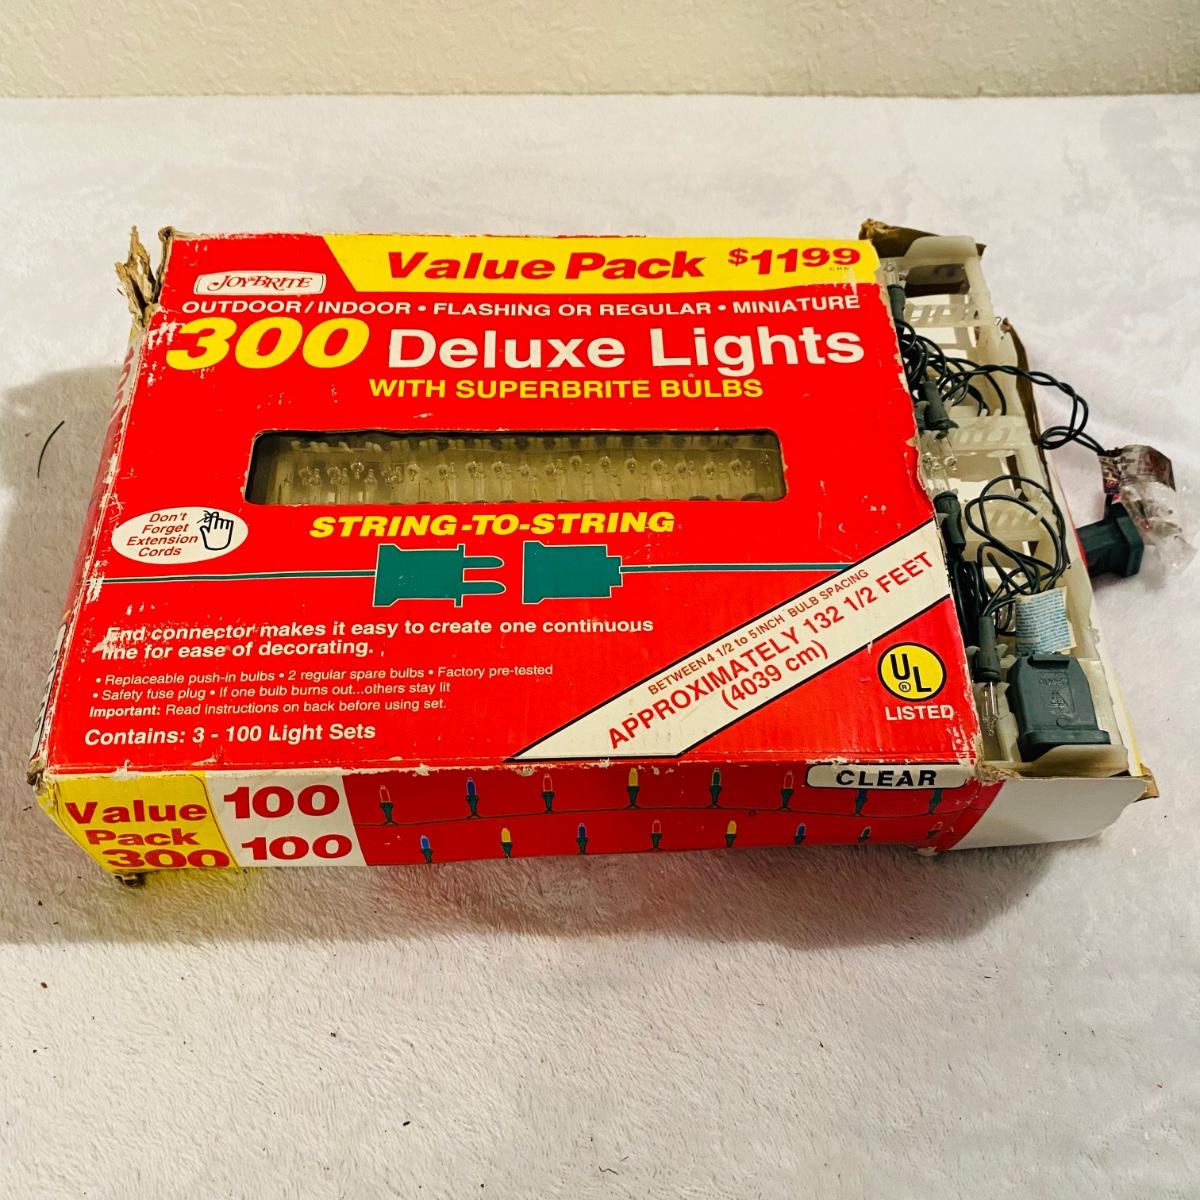 Value Pack $1199
CHN
JOY-BRITE
OUTDOOR/INDOOR • FLASHING OR REGULAR • MINIATURE
300 Deluxe Lights
WITH SUPERBRITE BULBS
Don't
Forget
Extension
Cords
STRING-TO-STRING
End connector makes it easy to create one continuous
line for ease of decorating.
• Replaceable push-in bulbs • 2 regular spare bulbs • Factory pre-tested
• Safety fuse plug • If one bulb burns out...others stay lit
Important: Read instructions on back before using set.
Contains: 3 - 100 Light Sets
BETWEEN 4 1/2 to 5 INCH BULB SPACING
APPROXIMATELY 132 1/2 FEET
(4039 cm)
UL
®
LISTED
CLEAR
Value
Pack
300
100
100